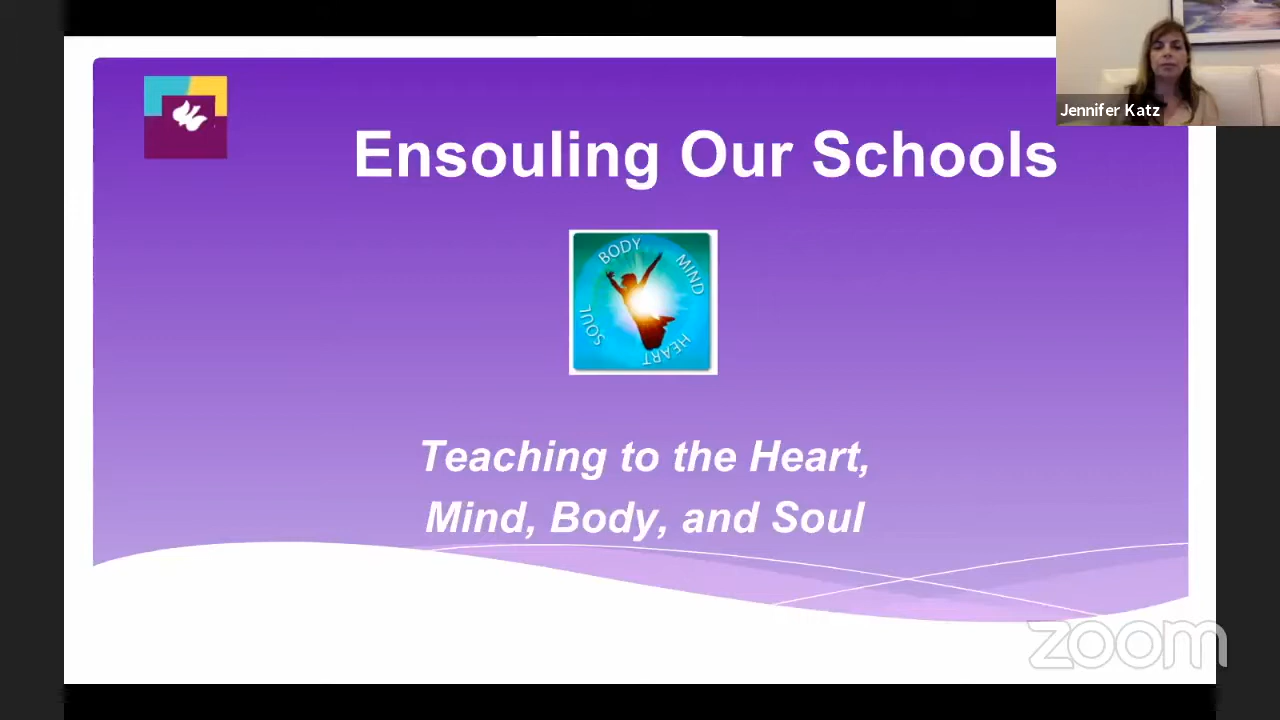 Jennifer Katz
Ensouling Our Schools
BODY
MIND
SOUL
HEART
Teaching to the Heart,
Mind, Body, and Soul
zoom